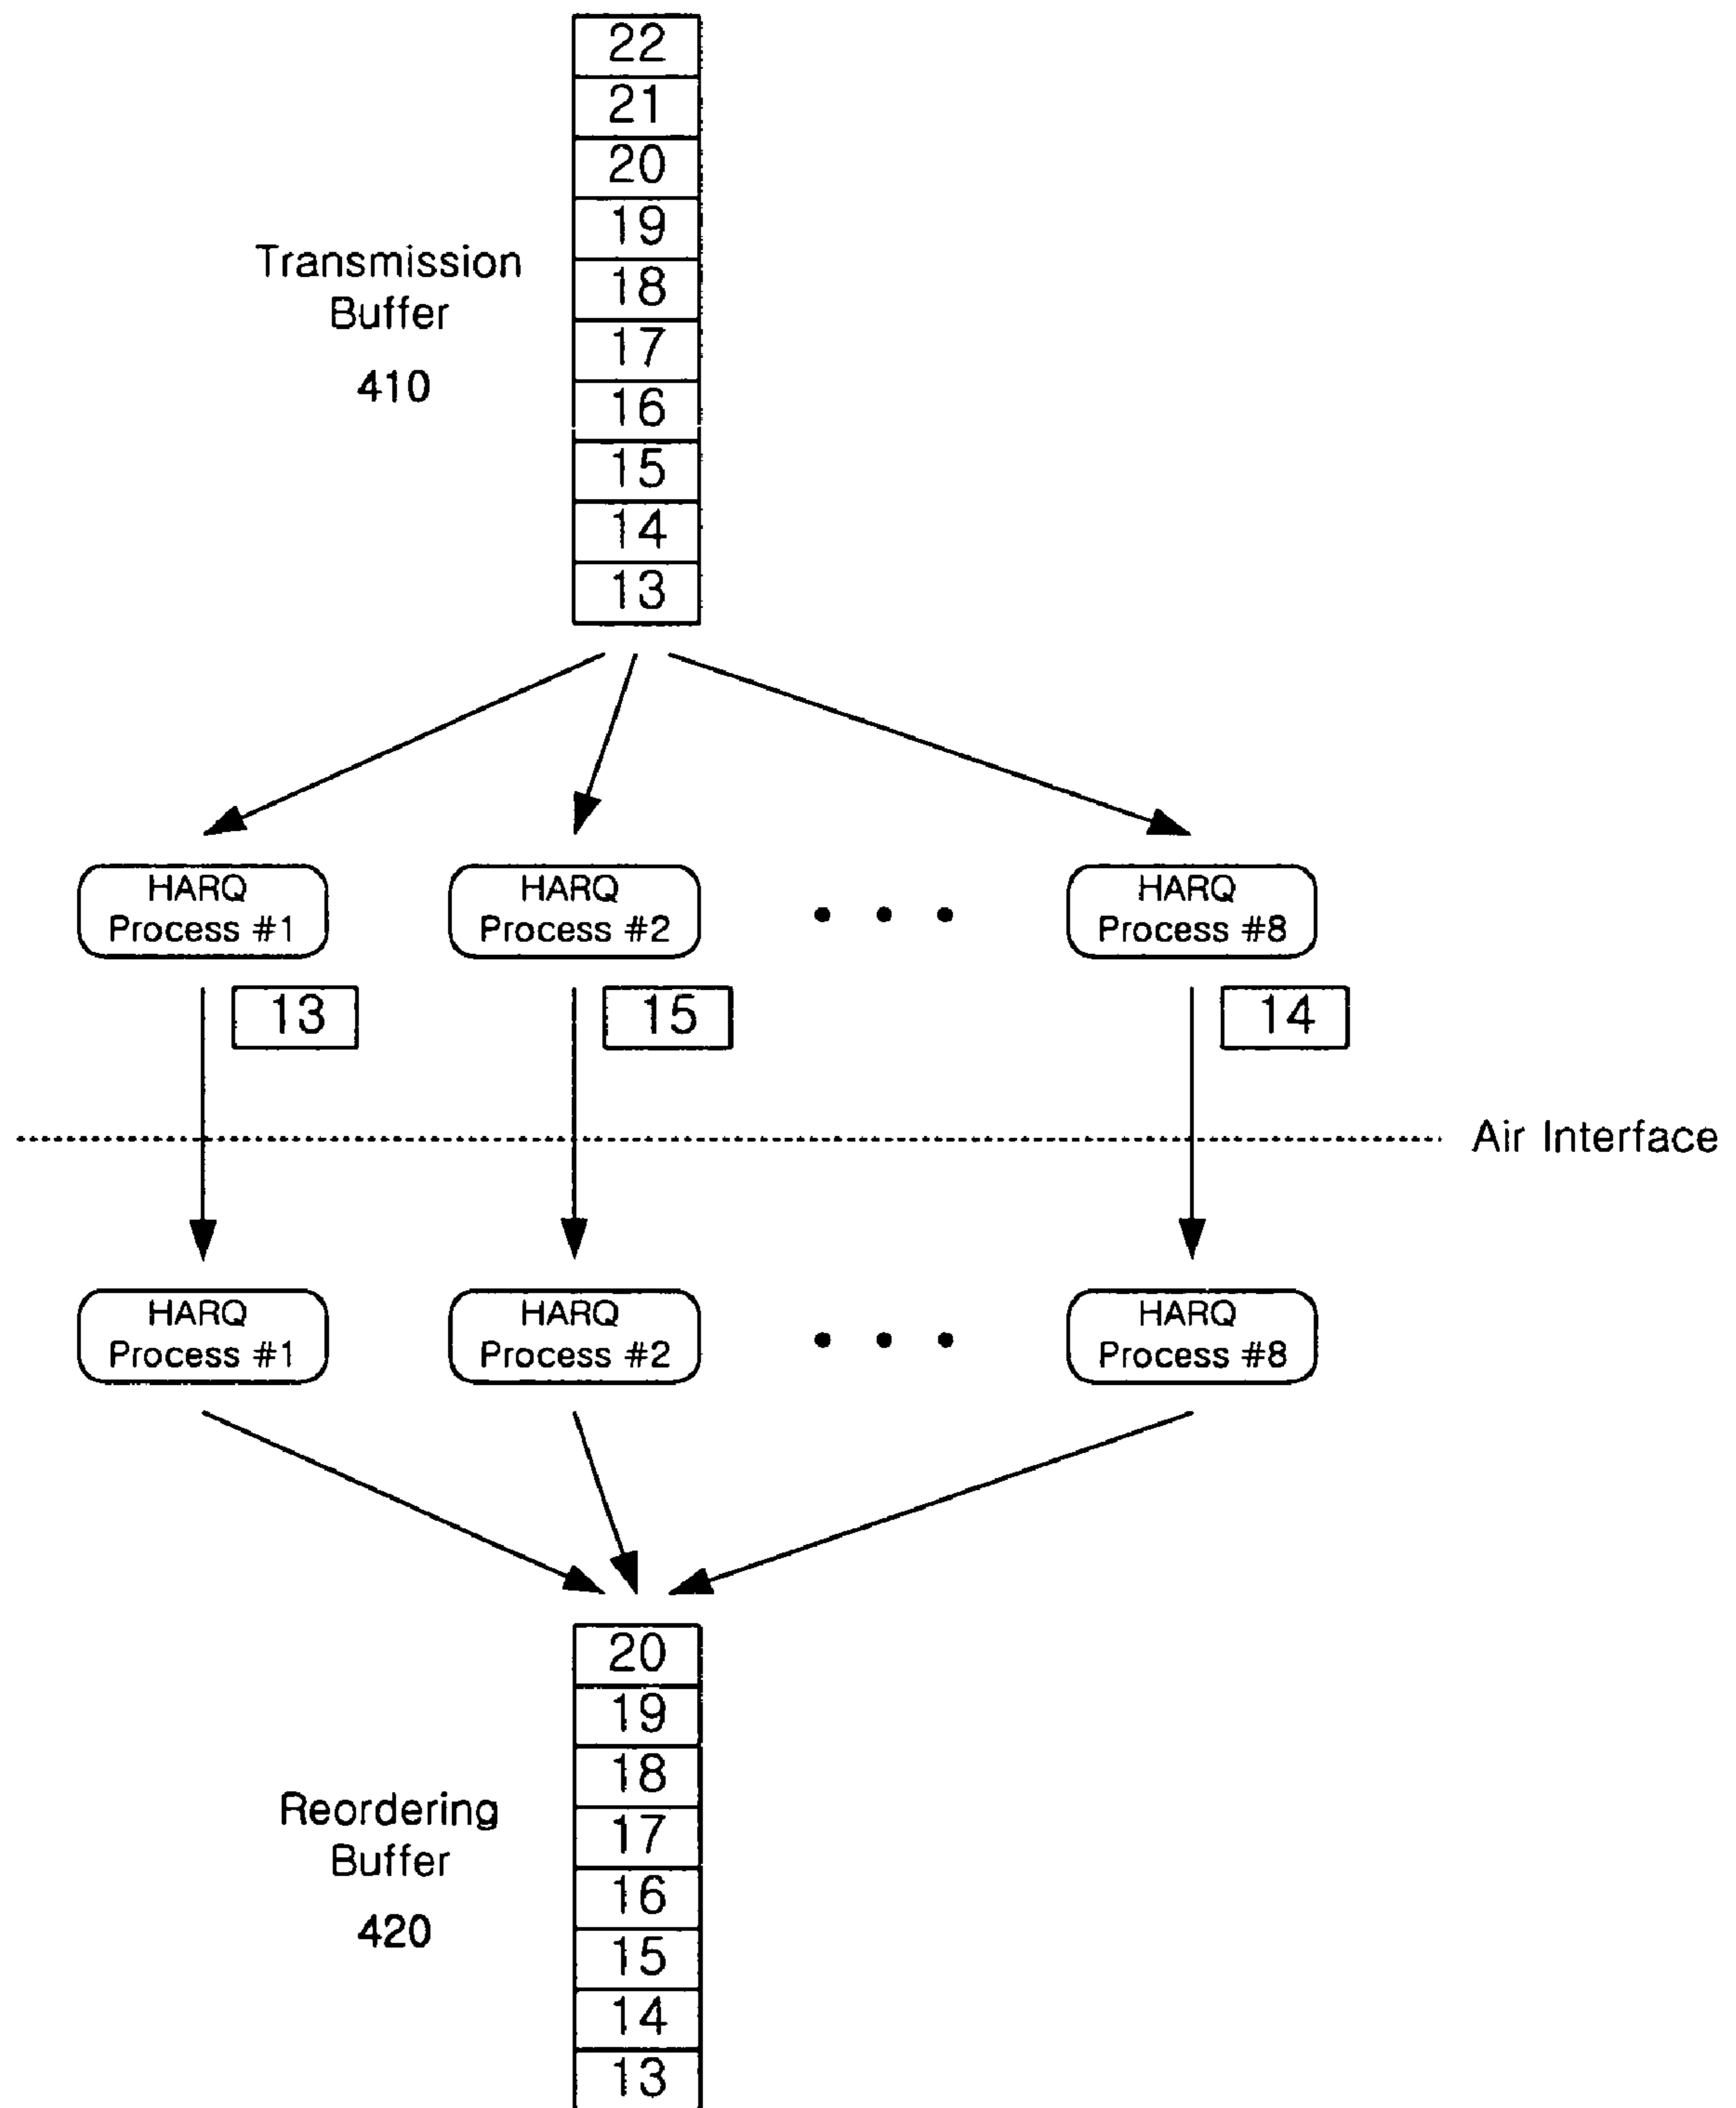 22
21
20
19
18
17
16
15
14
13
Transmission
Buffer
410
HARQ
Process #1
HARQ
Process #2
HARQ
Process #8
13
15
14
Air Interface
HARQ
Process #1
HARQ
Process #2
HARQ
Process #8
20
19
18
17
16
15
14
13
Reordering
Buffer
420